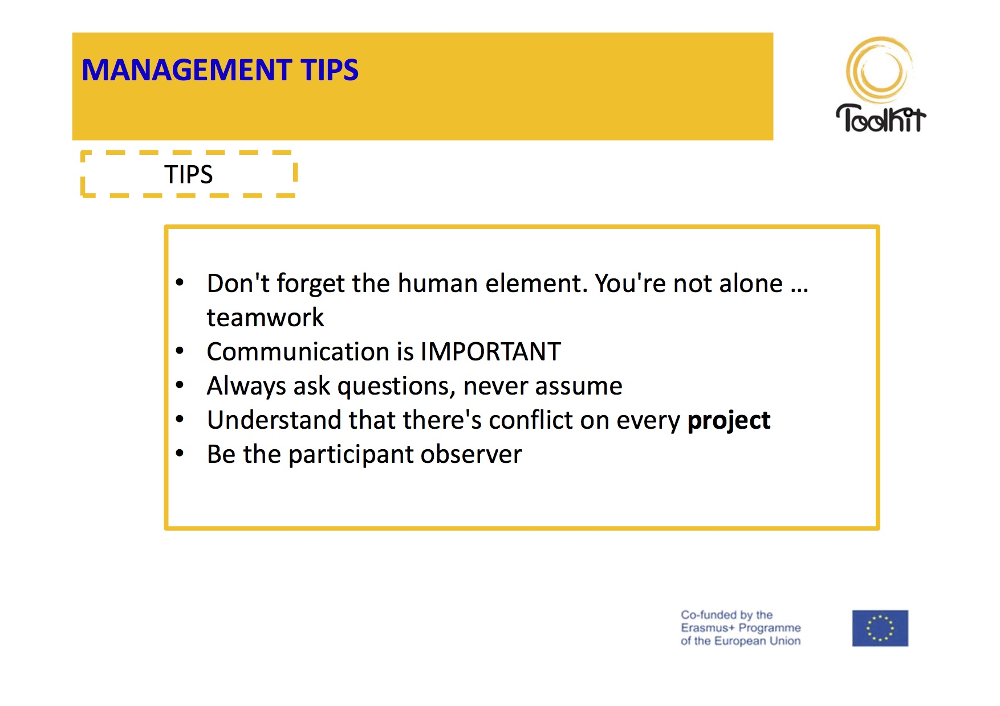 MANAGEMENT TIPS
Toolkit
TIPS
• Don't forget the human element. You're not alone …
teamwork
• Communication is IMPORTANT
• Always ask questions, never assume
• Understand that there's conflict on every project
• Be the participant observer
Co-funded by the
Erasmus+ Programme
of the European Union